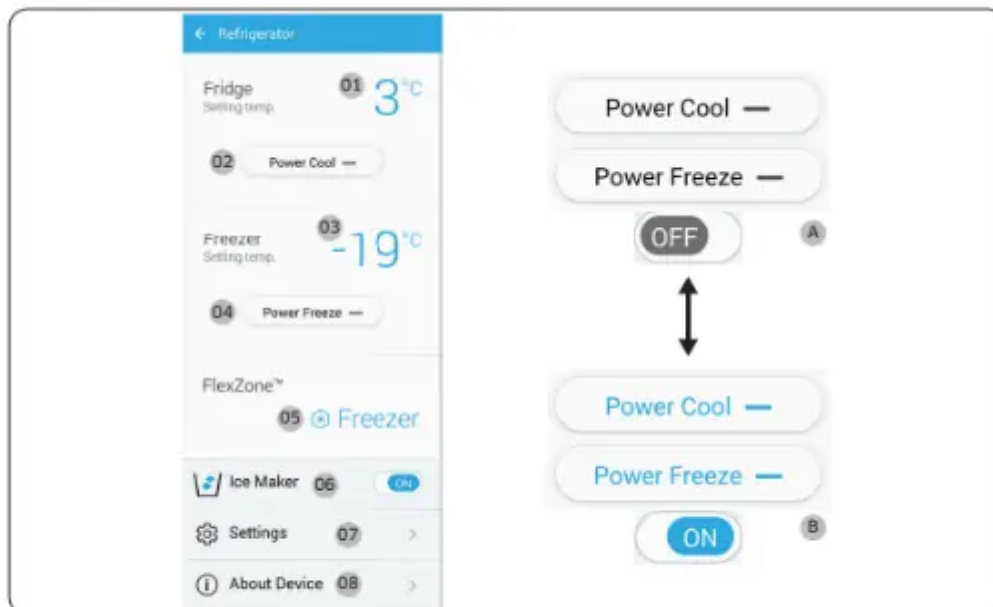 ← Refrigerator
Fridge
Setting temp.
01 3°C
02 Power Cool —
Freezer
Setting temp.
03 -19°C
04 Power Freeze —
FlexZone™
05 Freezer
Ice Maker 06 ON
Settings 07 >
About Device 08 >
Power Cool —
Power Freeze —
OFF A
Power Cool —
Power Freeze —
ON B